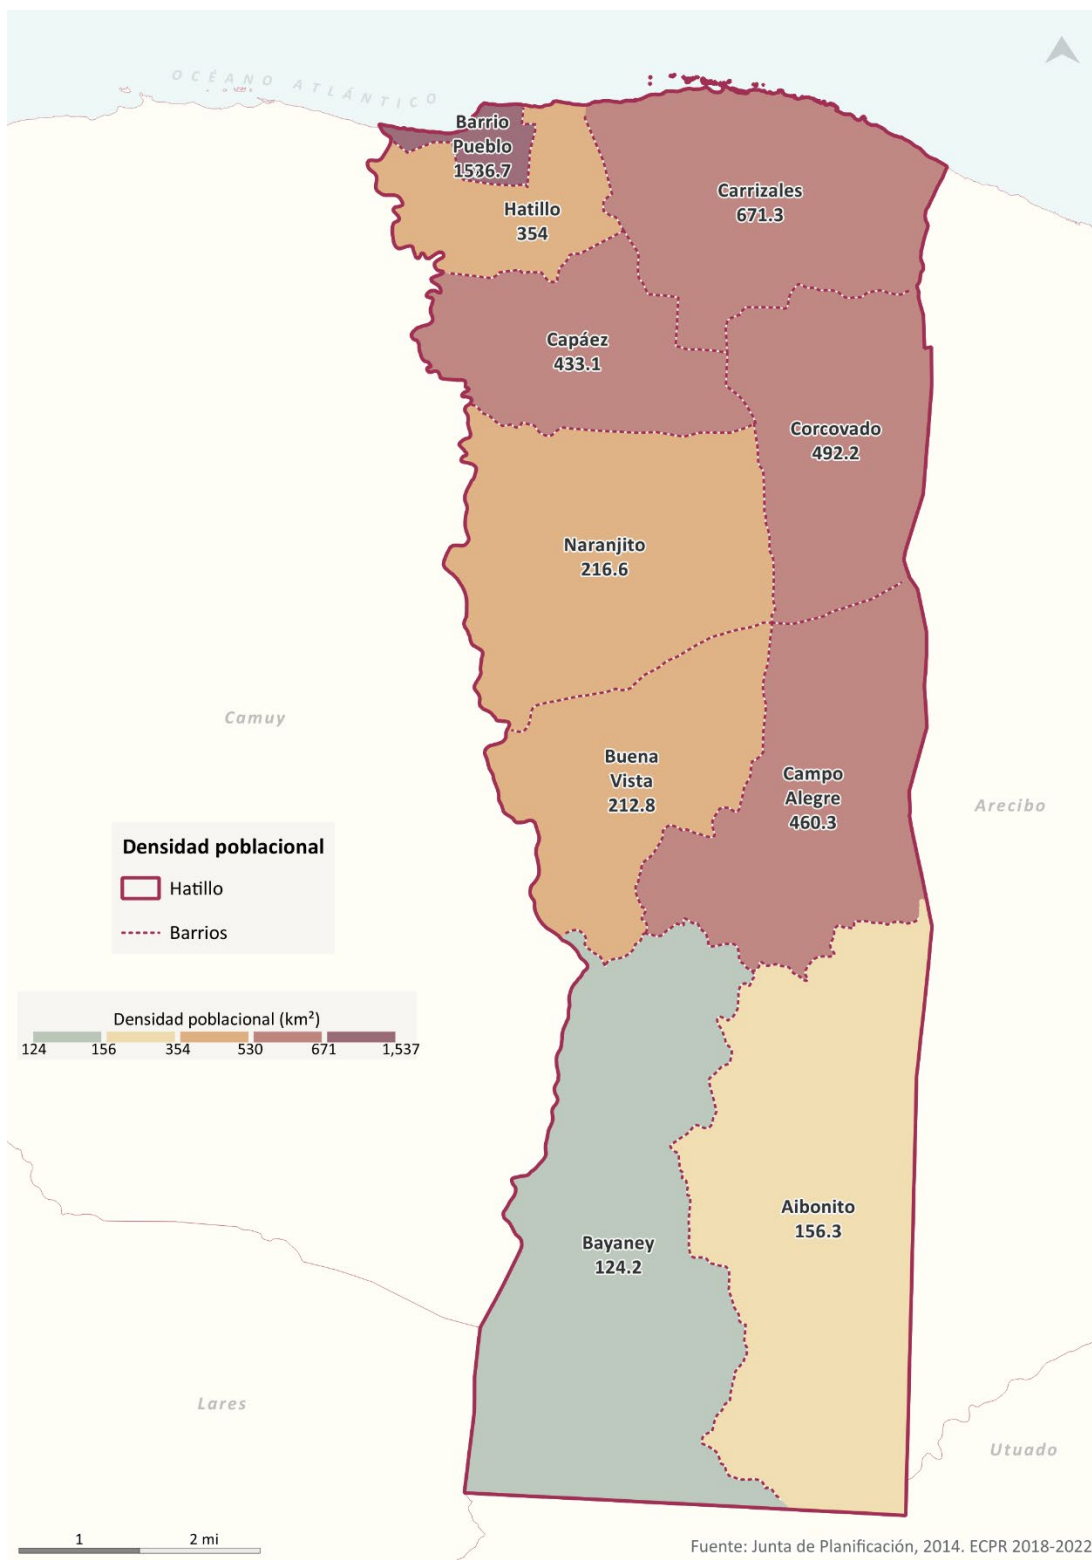 OCÉANO ATLÁNTICO
Barrio
Pueblo
1536.7
Hatillo
354
Carrizales
671.3
Capáez
433.1
Corcovado
492.2
Naranjito
216.6
Camuy
Buena
Vista
212.8
Campo
Alegre
460.3
Arecibo
Densidad poblacional
Hatillo
Barrios
Densidad poblacional (km²)
124 156 354 530 671 1,537
Aibonito
156.3
Bayaney
124.2
Lares
Utuado
1 2 mi
Fuente: Junta de Planificación, 2014. ECPR 2018-2022